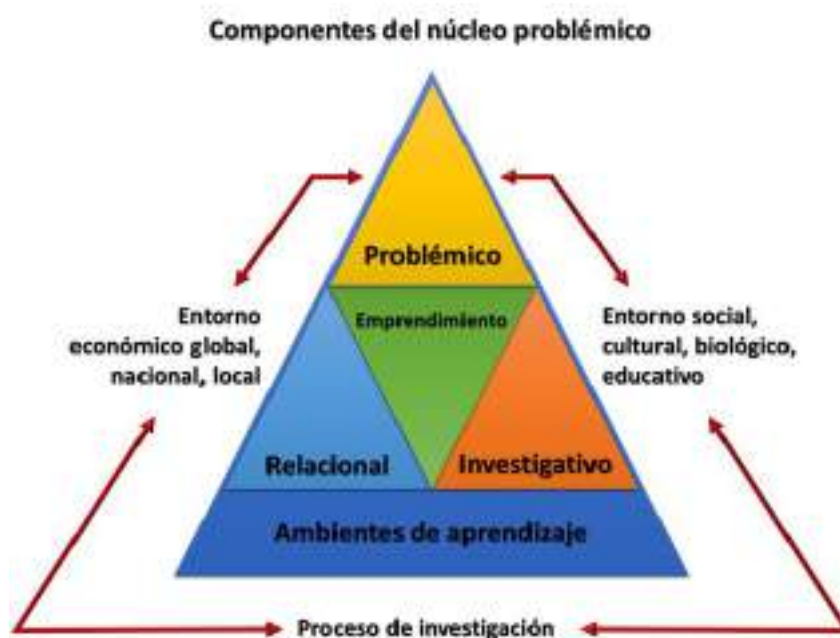 Componentes del núcleo problémico
Problémico
Emprendimiento
Entorno
económico global,
nacional, local
Entorno social,
cultural, biológico,
educativo
Relacional
Investigativo
Ambientes de aprendizaje
Proceso de investigación